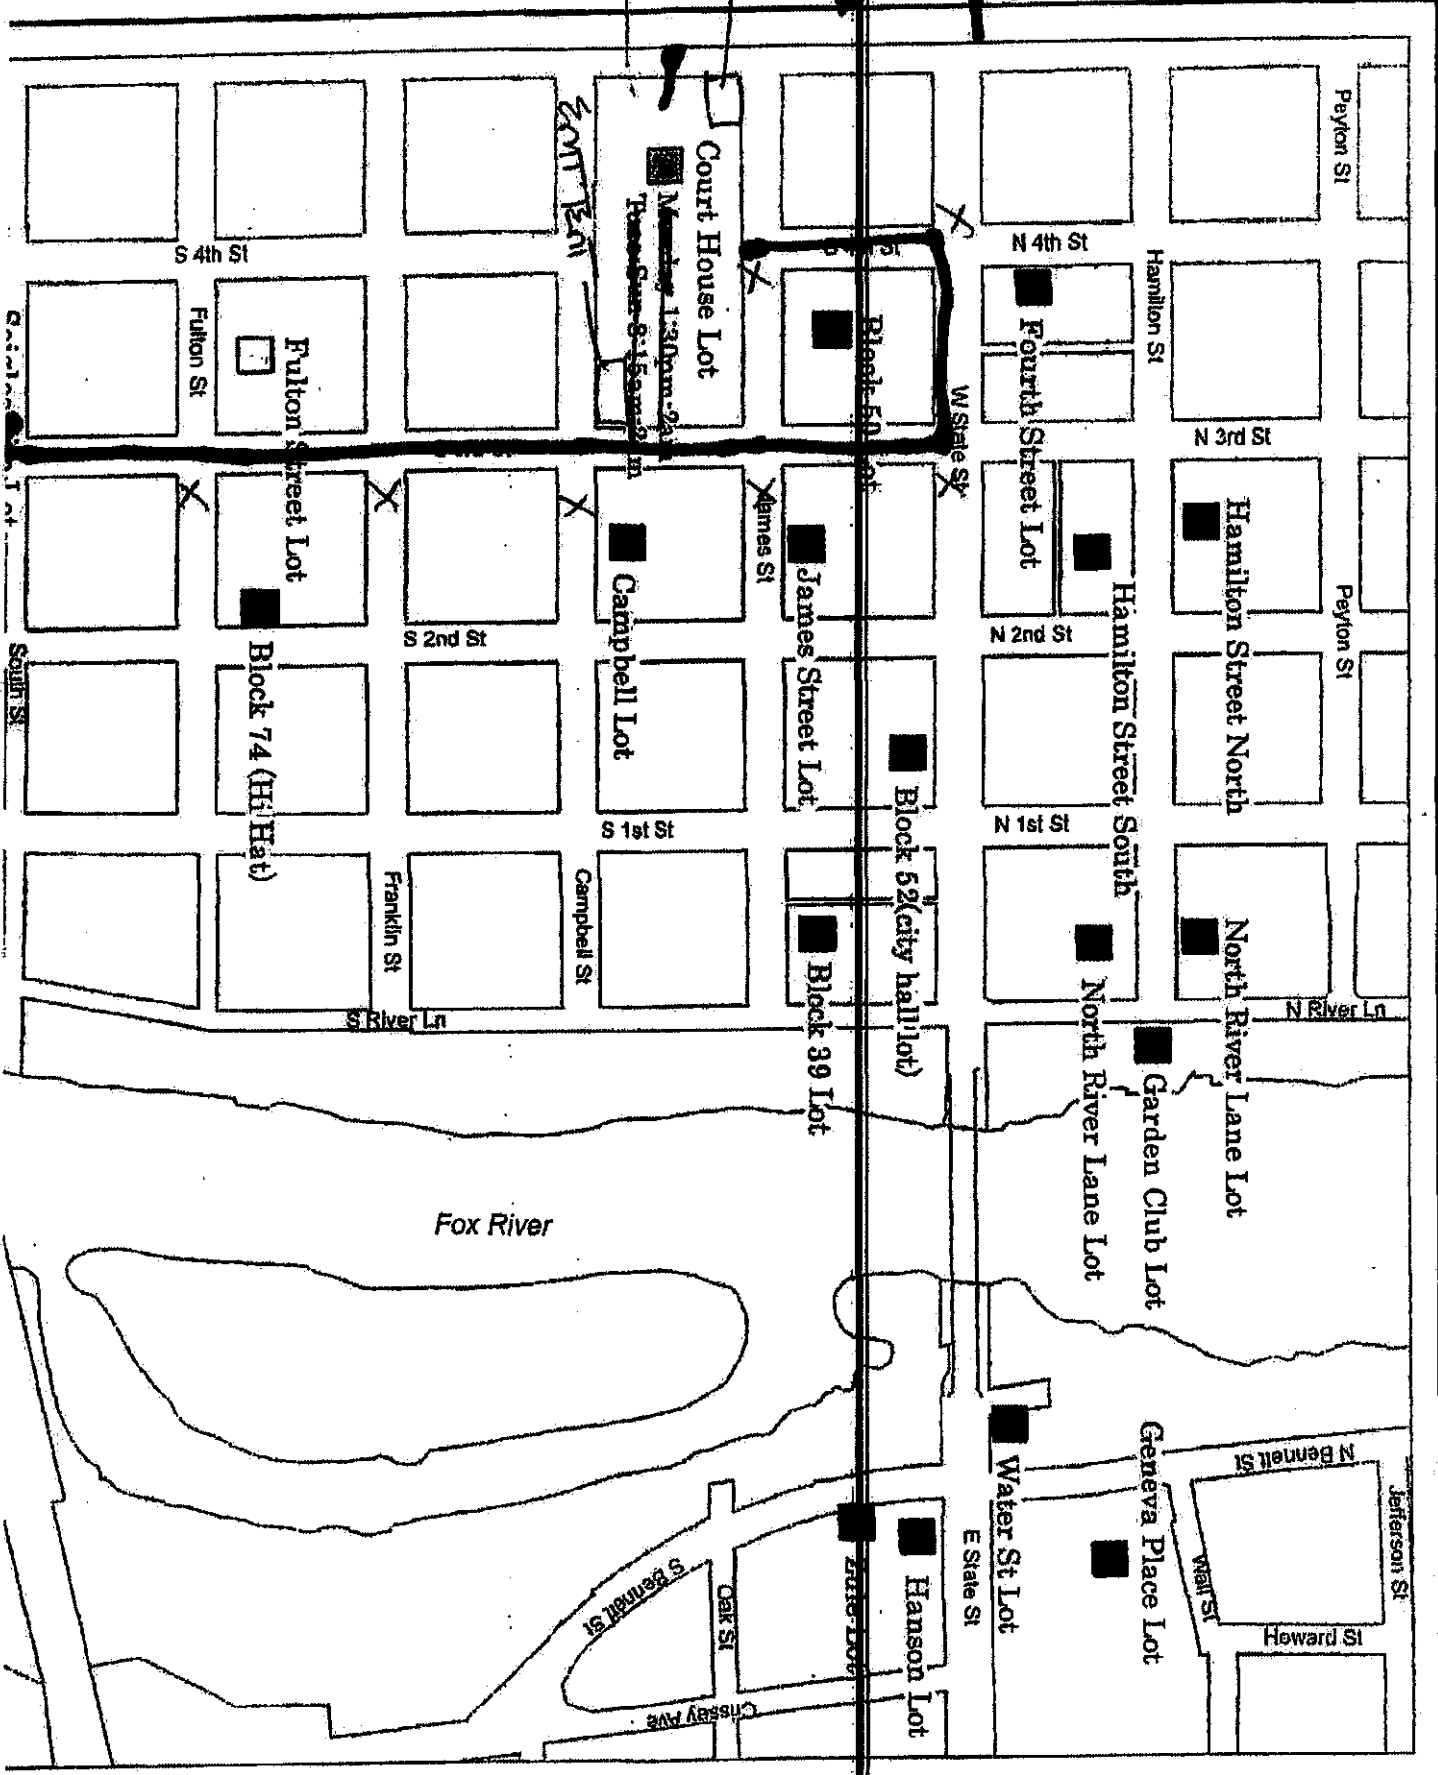 Peyton St
Court House Lot
1:30pm-2a
S 4th St
N 4th St
Hamilton St
Fulton St
Fulton Street Lot
Fourth Street Lot
W State St
N 3rd St
James St
Hamilton Street North
Campbell Lot
James Street Lot
Hamilton Street South
Peyton St
S 2nd St
N 2nd St
South St
Block 74 (Hi Hat)
Block 52(city hall lot)
S 1st St
N 1st St
Franklin St
Campbell St
Block 39 Lot
North River Lane Lot
North River Lane Lot
S River Ln
N River Ln
Garden Club Lot
Fox River
Water St Lot
Geneva Place Lot
N Bennett St
Jefferson St
Hanson Lot
E State St
Wall St
S Bennett St
Oak St
Howard St
Crissey Ave